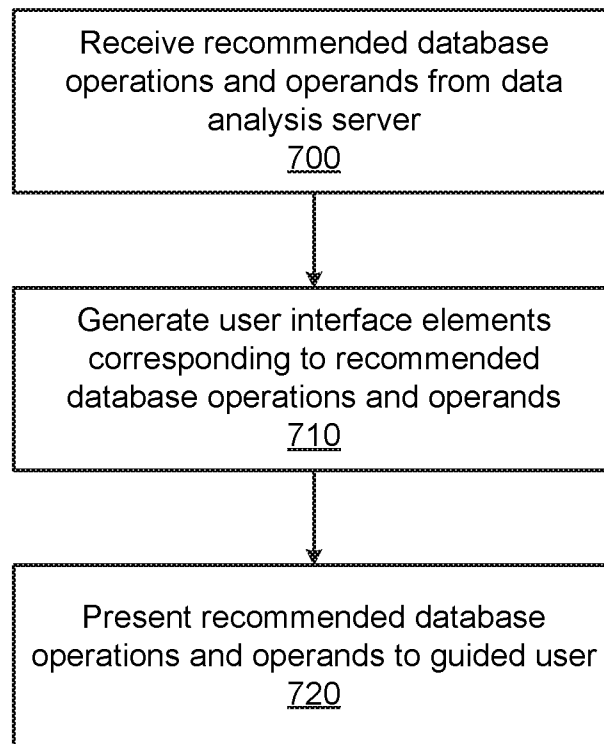 Receive recommended database
operations and operands from data
analysis server
700
Generate user interface elements
corresponding to recommended
database operations and operands
710
Present recommended database
operations and operands to guided user
720